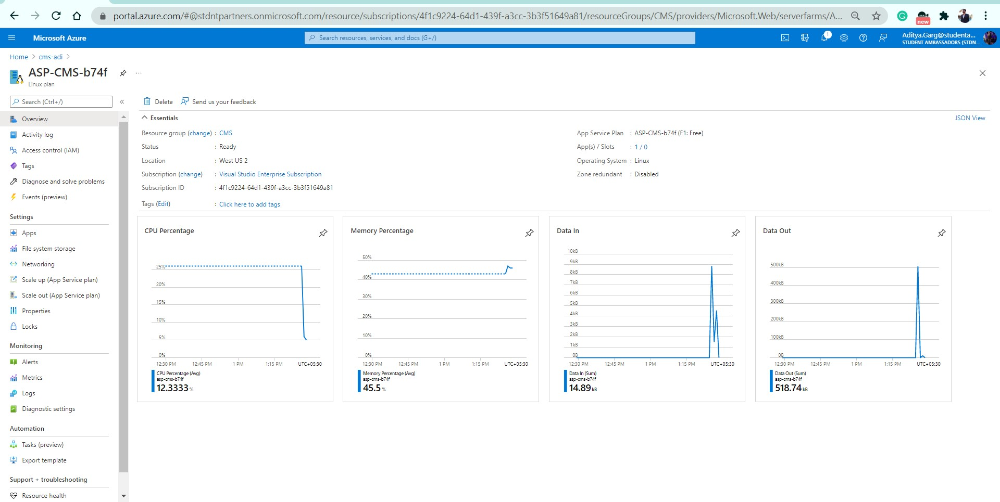 portal.azure.com/#@stdntpartners.onmicrosoft.com/resource/subscriptions/4f1c9224-64d1-439f-a3cc-3b3f51649a81/resourceGroups/CMS/providers/Microsoft.Web/serverfarms/A...
new
Microsoft Azure
Search resources, services, and docs (G+/)
1
Aditya.Garg@studenta...
STUDENT AMBASSADORS (STDN...
Home > cms-adi >
ASP-CMS-b74f
...
Linux plan
Search (Ctrl+/)
«
Overview
Activity log
Access control (IAM)
Tags
Diagnose and solve problems
Events (preview)
Settings
Apps
File system storage
Networking
Scale up (App Service plan)
Scale out (App Service plan)
Properties
Locks
Monitoring
Alerts
Metrics
Logs
Diagnostic settings
Automation
Tasks (preview)
Export template
Support + troubleshooting
Resource health
Delete Send us your feedback
Essentials
JSON View
Resource group (change) : CMS
Status : Ready
Location : West US 2
Subscription (change) : Visual Studio Enterprise Subscription
Subscription ID : 4f1c9224-64d1-439f-a3cc-3b3f51649a81
Tags (Edit) : Click here to add tags
App Service Plan : ASP-CMS-b74f (F1: Free)
App(s) / Slots : 1 / 0
Operating System : Linux
Zone redundant : Disabled
CPU Percentage
25%
20%
15%
10%
5%
0%
12:30 PM 12:45 PM 1 PM 1:15 PM UTC+05:30
CPU Percentage (Avg)
asp-cms-b74f
12.3333 %
Memory Percentage
50%
40%
30%
20%
10%
0%
12:30 PM 12:45 PM 1 PM 1:15 PM UTC+05:30
Memory Percentage (Avg)
asp-cms-b74f
45.5 %
Data In
10kB
9kB
8kB
7kB
6kB
5kB
4kB
3kB
2kB
1kB
0B
12:30 PM 12:45 PM 1 PM 1:15 PM UTC+05:30
Data In (Sum)
asp-cms-b74f
14.89 kB
Data Out
500kB
400kB
300kB
200kB
100kB
0B
12:30 PM 12:45 PM 1 PM 1:15 PM UTC+05:30
Data Out (Sum)
asp-cms-b74f
518.74 kB